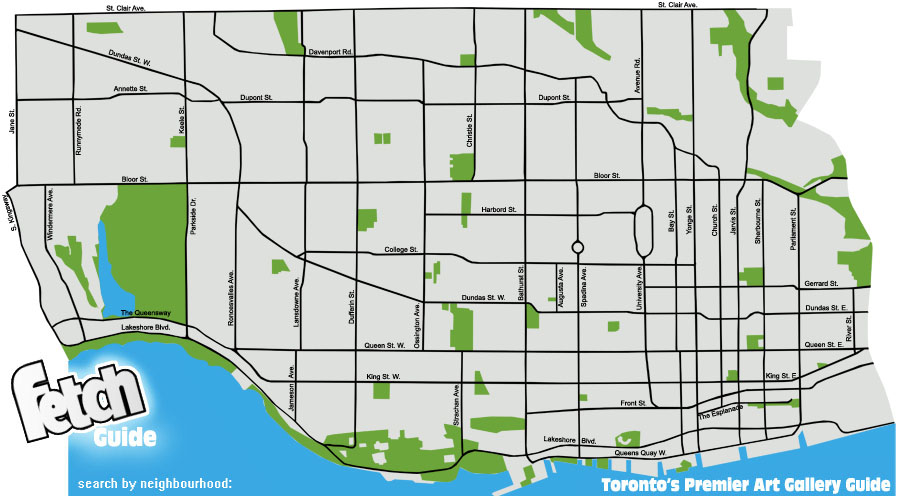 St. Clair Ave.
St. Clair Ave.
Dundas St. W.
Davenport Rd.
Avenue Rd.
Annette St.
Dupont St.
Dupont St.
Jane St.
Runnymede Rd.
Keele St.
Christie St.
Bloor St.
Bloor St.
S. Kingsway
Windermere Ave.
Parkside Dr.
Harbord St.
Bay St.
Yonge St.
Church St.
Jarvis St.
Sherbourne St.
Parliament St.
College St.
Roncesvalles Ave.
Lansdowne Ave.
Dufferin St.
Ossington Ave.
Bathurst St.
Augusta Ave.
Spadina Ave.
University Ave.
Gerrard St.
Dundas St. W.
Dundas St. E.
The Queensway
Lakeshore Blvd.
River St.
Queen St. W.
Queen St. E.
Jameson Ave.
King St. W.
King St. E.
Strachan Ave.
Front St.
The Esplanade
Lakeshore Blvd.
Queens Quay W.
fetch
Guide
search by neighbourhood:
Toronto's Premier Art Gallery Guide